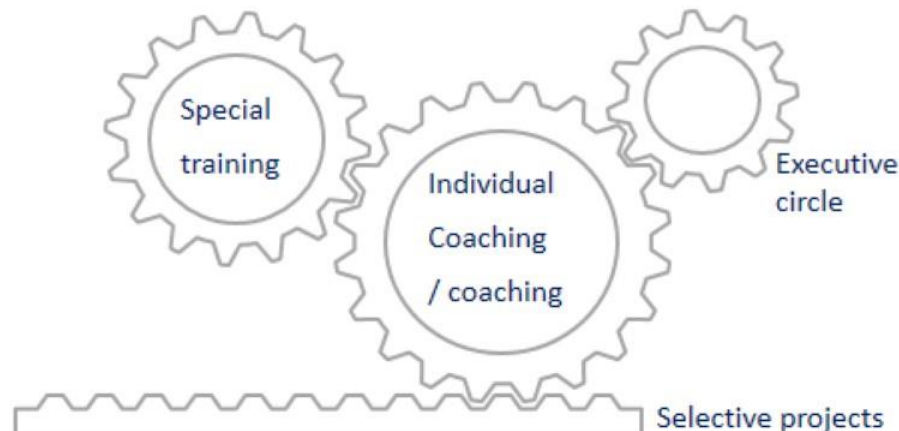 Special
training
Individual
Coaching
/ coaching
Executive
circle
Selective projects